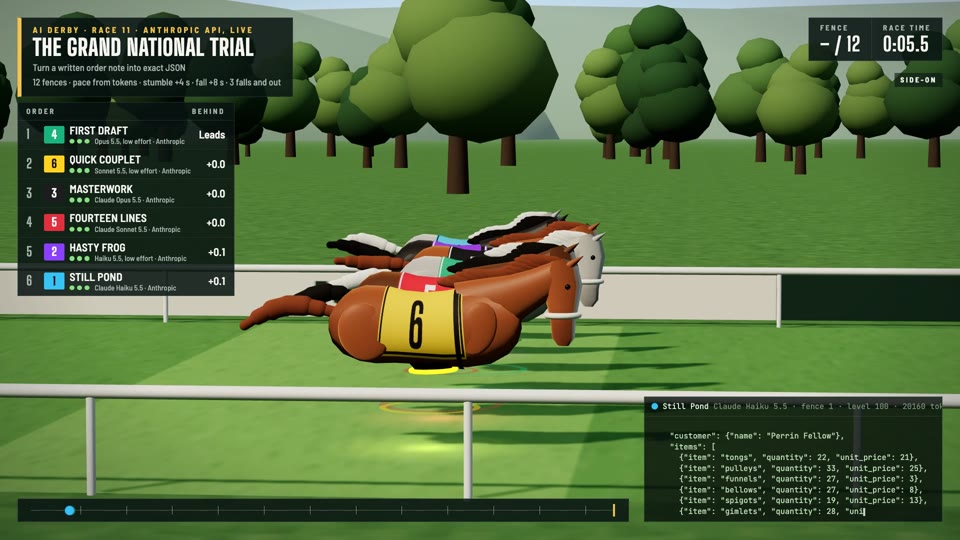 AI DERBY · RACE 11 · ANTHROPIC API, LIVE
THE GRAND NATIONAL TRIAL
Turn a written order note into exact JSON
12 fences · pace from tokens · stumble +4 s · fall +8 s · 3 falls and out
FENCE
– / 12
RACE TIME
0:05.5
SIDE-ON
ORDER BEHIND
1 4 FIRST DRAFT Leads
Opus 5.5, low effort · Anthropic
2 6 QUICK COUPLET +0.0
Sonnet 5.5, low effort · Anthropic
3 3 MASTERWORK +0.0
Claude Opus 5.5 · Anthropic
4 5 FOURTEEN LINES +0.0
Claude Sonnet 5.5 · Anthropic
5 2 HASTY FROG +0.1
Haiku 5.5, low effort · Anthropic
6 1 STILL POND +0.1
Claude Haiku 5.5 · Anthropic
6
Still Pond Claude Haiku 5.5 · fence 1 · level 100 · 20160 to
"customer": {"name": "Perrin Fellow"},
"items": [
{"item": "tongs", "quantity": 22, "unit_price": 21},
{"item": "pulleys", "quantity": 33, "unit_price": 25},
{"item": "funnels", "quantity": 27, "unit_price": 3},
{"item": "bellows", "quantity": 27, "unit_price": 8},
{"item": "spigots", "quantity": 19, "unit_price": 13},
{"item": "gimlets", "quantity": 28, "uni